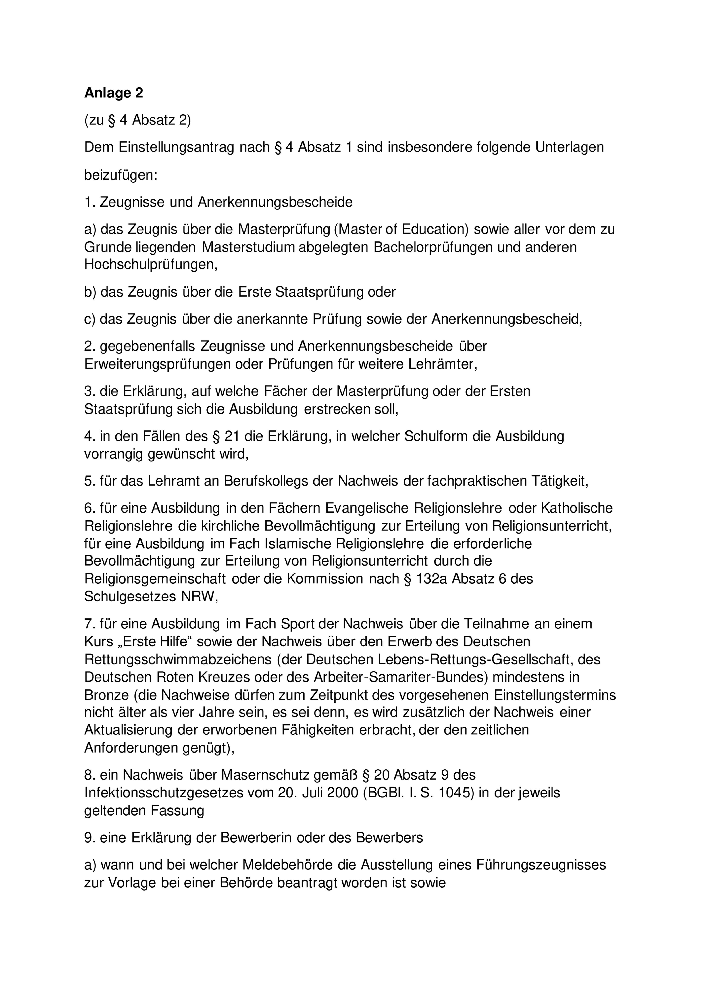 Anlage 2
(zu § 4 Absatz 2)
Dem Einstellungsantrag nach § 4 Absatz 1 sind insbesondere folgende Unterlagen
beizufügen:
1. Zeugnisse und Anerkennungsbescheide
a) das Zeugnis über die Masterprüfung (Master of Education) sowie aller vor dem zu
Grunde liegenden Masterstudium abgelegten Bachelorprüfungen und anderen
Hochschulprüfungen,
b) das Zeugnis über die Erste Staatsprüfung oder
c) das Zeugnis über die anerkannte Prüfung sowie der Anerkennungsbescheid,
2. gegebenenfalls Zeugnisse und Anerkennungsbescheide über
Erweiterungsprüfungen oder Prüfungen für weitere Lehrämter,
3. die Erklärung, auf welche Fächer der Masterprüfung oder der Ersten
Staatsprüfung sich die Ausbildung erstrecken soll,
4. in den Fällen des § 21 die Erklärung, in welcher Schulform die Ausbildung
vorrangig gewünscht wird,
5. für das Lehramt an Berufskollegs der Nachweis der fachpraktischen Tätigkeit,
6. für eine Ausbildung in den Fächern Evangelische Religionslehre oder Katholische
Religionslehre die kirchliche Bevollmächtigung zur Erteilung von Religionsunterricht,
für eine Ausbildung im Fach Islamische Religionslehre die erforderliche
Bevollmächtigung zur Erteilung von Religionsunterricht durch die
Religionsgemeinschaft oder die Kommission nach § 132a Absatz 6 des
Schulgesetzes NRW,
7. für eine Ausbildung im Fach Sport der Nachweis über die Teilnahme an einem
Kurs „Erste Hilfe“ sowie der Nachweis über den Erwerb des Deutschen
Rettungsschwimmabzeichens (der Deutschen Lebens-Rettungs-Gesellschaft, des
Deutschen Roten Kreuzes oder des Arbeiter-Samariter-Bundes) mindestens in
Bronze (die Nachweise dürfen zum Zeitpunkt des vorgesehenen Einstellungstermins
nicht älter als vier Jahre sein, es sei denn, es wird zusätzlich der Nachweis einer
Aktualisierung der erworbenen Fähigkeiten erbracht, der den zeitlichen
Anforderungen genügt),
8. ein Nachweis über Masernschutz gemäß § 20 Absatz 9 des
Infektionsschutzgesetzes vom 20. Juli 2000 (BGBl. I. S. 1045) in der jeweils
geltenden Fassung
9. eine Erklärung der Bewerberin oder des Bewerbers
a) wann und bei welcher Meldebehörde die Ausstellung eines Führungszeugnisses
zur Vorlage bei einer Behörde beantragt worden ist sowie